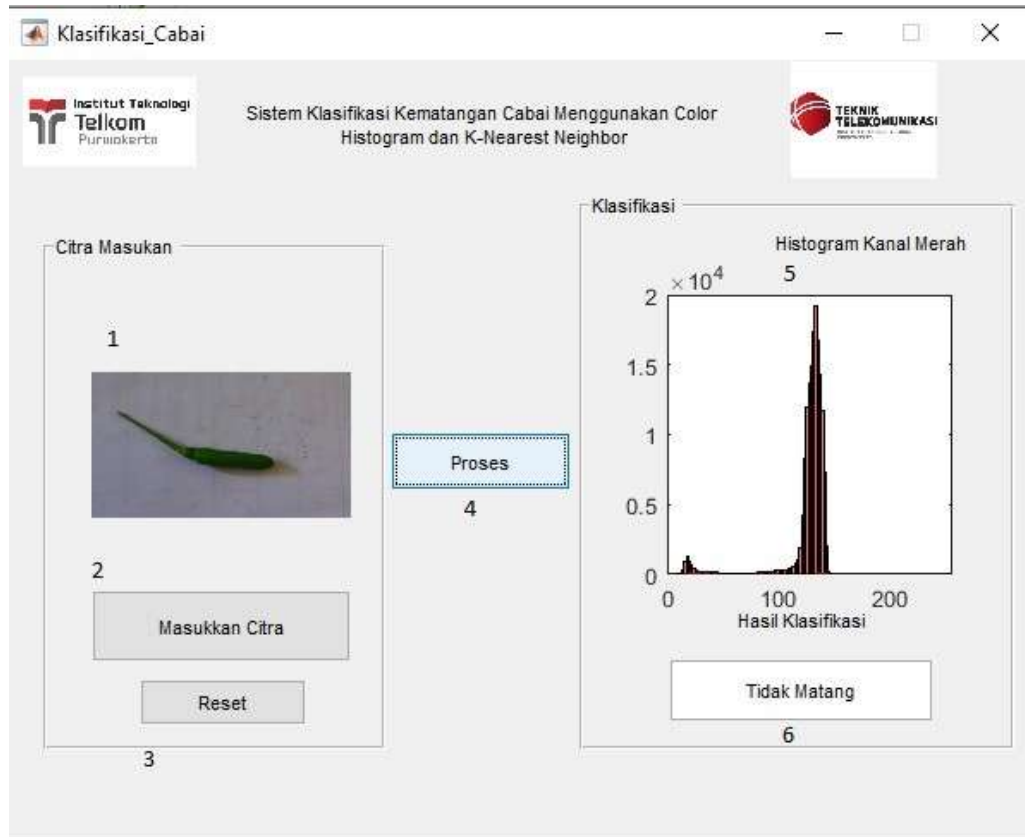 Klasifikasi_Cabai
Institut Teknologi
Telkom
Purwokerto
Sistem Klasifikasi Kematangan Cabai Menggunakan Color
Histogram dan K-Nearest Neighbor
TEKNIK
TELEKOMUNIKASI
Citra Masukan
1
2
Masukkan Citra
Reset
3
Proses
4
Klasifikasi
Histogram Kanal Merah
5
×10⁴
2
1.5
1
0.5
0
0 100 200
Hasil Klasifikasi
Tidak Matang
6